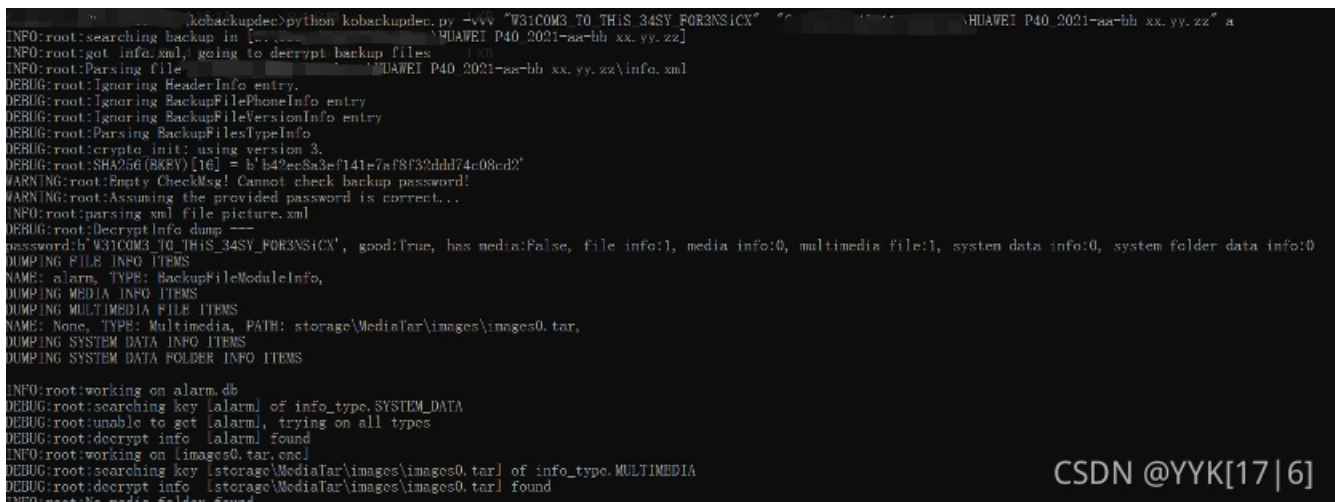 kobackupdec>python kobackupdec.py -vvv "W31COM3_TO_THiS_34SY_FOR3NSiCX" \HUAWEI P40_2021-aa-bb xx.yy.zz" a
INFO:root:searching backup in [ \HUAWEI P40_2021-aa-bb xx.yy.zz]
INFO:root:got info.xml, going to decrypt backup files
INFO:root:Parsing file \HUAWEI P40_2021-aa-bb xx.yy.zz\info.xml
DEBUG:root:Ignoring HeaderInfo entry.
DEBUG:root:Ignoring BackupFilePhoneInfo entry
DEBUG:root:Ignoring BackupFileVersionInfo entry
DEBUG:root:Parsing BackupFilesTypeInfo
DEBUG:root:crypto_init: using version 3.
DEBUG:root:SHA256(BKEY)[16] = b'b42ec8a3ef141e7af8f32ddd74c08cd2'
WARNING:root:Empty CheckMsg! Cannot check backup password!
WARNING:root:Assuming the provided password is correct...
INFO:root:parsing xml file picture.xml
DEBUG:root:DecryptInfo dump ---
password:b'W31COM3_TO_THiS_34SY_FOR3NSiCX', good:True, has media:False, file info:1, media info:0, multimedia file:1, system data info:0, system folder data info:0
DUMPING FILE INFO ITEMS
NAME: alarm, TYPE: BackupFileModuleInfo,
DUMPING MEDIA INFO ITEMS
DUMPING MULTIMEDIA FILE ITEMS
NAME: None, TYPE: Multimedia, PATH: storage\MediaTar\images\images0.tar,
DUMPING SYSTEM DATA INFO ITEMS
DUMPING SYSTEM DATA FOLDER INFO ITEMS
INFO:root:working on alarm.db
DEBUG:root:searching key [alarm] of info_type.SYSTEM_DATA
DEBUG:root:unable to get [alarm], trying on all types
DEBUG:root:decrypt info [alarm] found
INFO:root:working on [images0.tar.enc]
DEBUG:root:searching key [storage\MediaTar\images\images0.tar] of info_type.MULTIMEDIA
DEBUG:root:decrypt info [storage\MediaTar\images\images0.tar] found
INFO:root:No media folder found
CSDN @YYK[17|6]